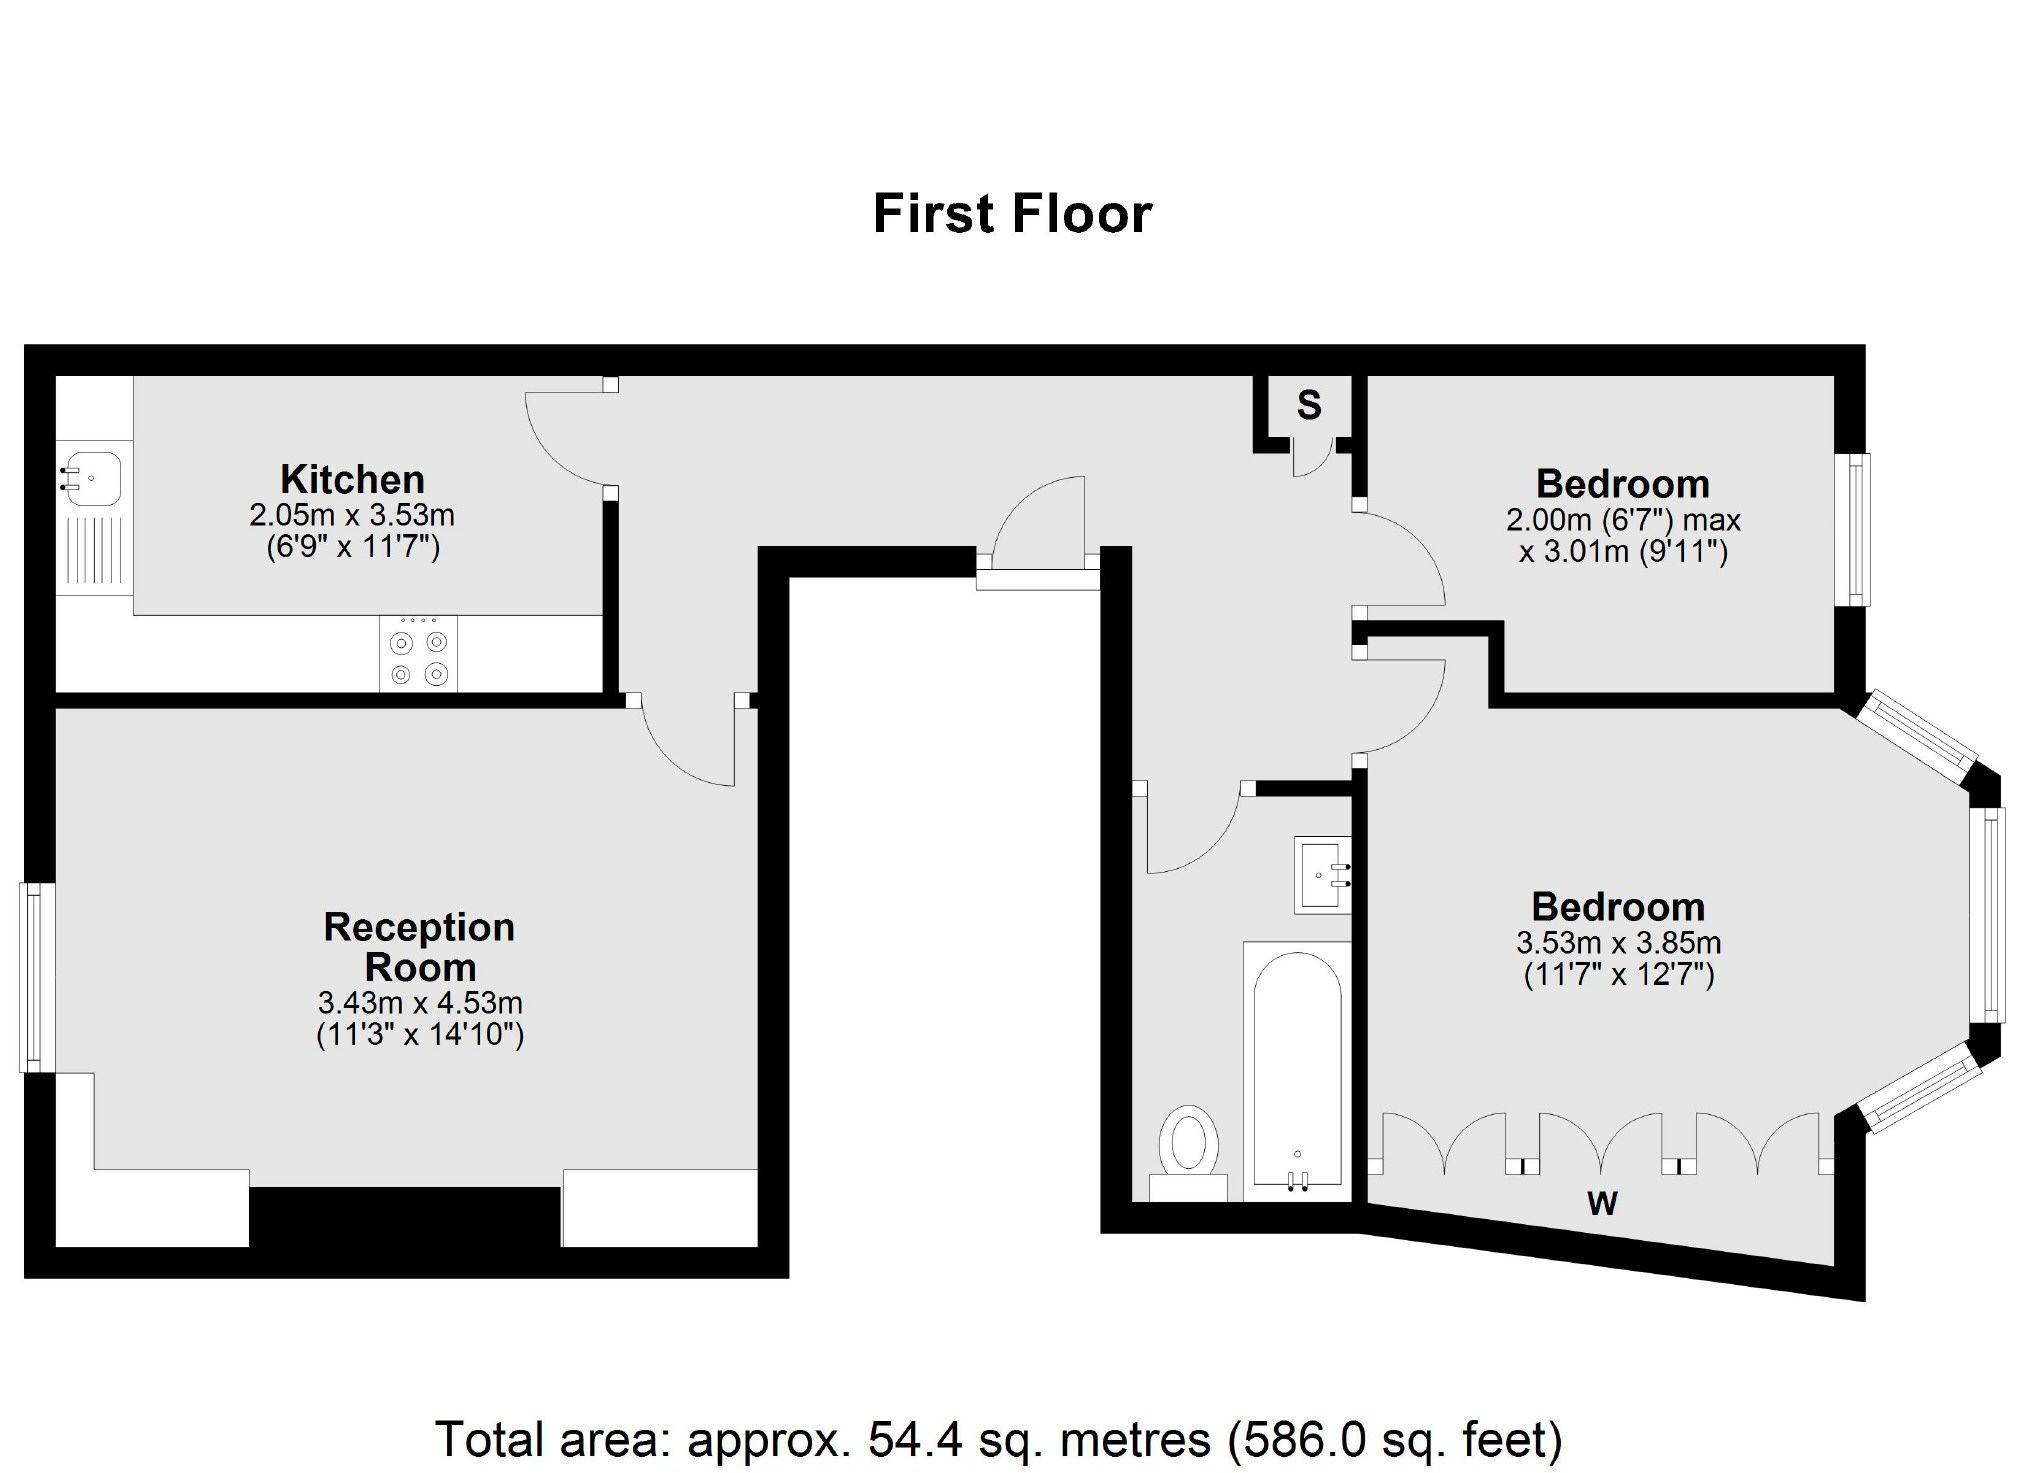 First Floor
S
Kitchen
2.05m x 3.53m
(6'9" x 11'7")
Bedroom
2.00m (6'7") max
x 3.01m (9'11")
Reception
Room
3.43m x 4.53m
(11'3" x 14'10")
Bedroom
3.53m x 3.85m
(11'7" x 12'7")
W
Total area: approx. 54.4 sq. metres (586.0 sq. feet)